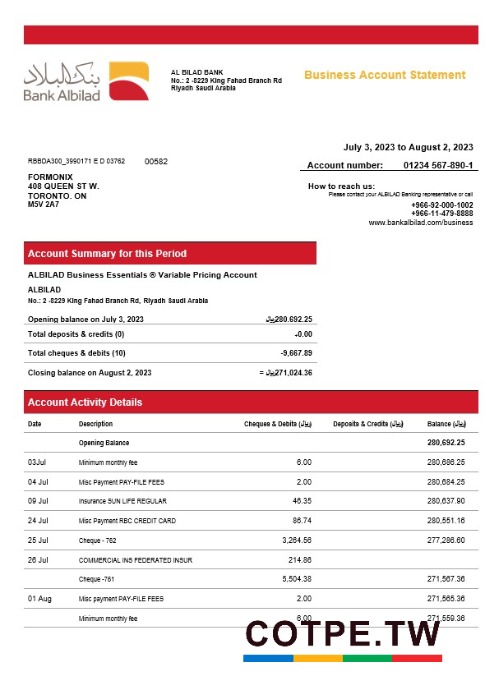 بنك البلاد
Bank Albilad
AL BILAD BANK
No.: 2 -8229 King Fahad Branch Rd
Riyadh Saudi Arabia
Business Account Statement
July 3, 2023 to August 2, 2023
Account number: 01234 567-890-1
RBBDA300_3990171 E D 03762 00582
FORMONIX
408 QUEEN ST W.
TORONTO. ON
M5V 2A7
How to reach us:
Please contact your ALBILAD Banking representative or call
+966-92-000-1002
+966-11-479-8888
www.bankalbilad.com/business
Account Summary for this Period
ALBILAD Business Essentials ® Variable Pricing Account
ALBILAD
No.: 2 -8229 King Fahad Branch Rd, Riyadh Saudi Arabia
Opening balance on July 3, 2023 ﷼280.692.25
Total deposits & credits (0) -0.00
Total cheques & debits (10) -9,667.89
Closing balance on August 2, 2023 = ﷼271,024.36
Account Activity Details
Date Description Cheques & Debits (﷼) Deposits & Credits (﷼) Balance (﷼)
Opening Balance 280,692.25
03Jul Minimum monthly fee 6.00 280,686.25
04 Jul Misc Payment PAY-FILE FEES 2.00 280,684.25
09 Jul Insurance SUN LIFE REGULAR 46.35 280,637.90
24 Jul Misc Payment RBC CREDIT CARD 86.74 280,551.16
25 Jul Cheque - 762 3,264.56 277,286.60
26 Jul COMMERCIAL INS FEDERATED INSUR 214.86
Cheque -761 5,504.38 271,567.36
01 Aug Misc payment PAY-FILE FEES 2.00 271,565.36
Minimum monthly fee 6.00 271,559.36
COTPE.TW